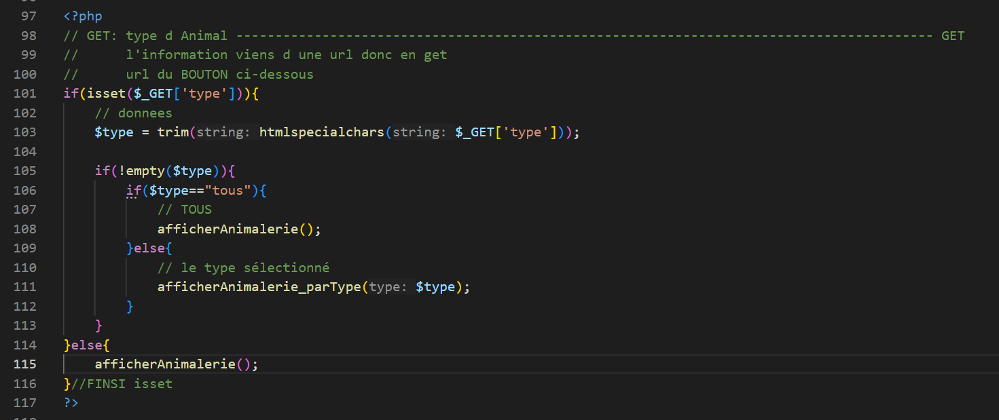 97 <?php
98 // GET: type d Animal ----------------------------------------------------------------------------------------- GET
99 //      l'information viens d une url donc en get
100 //      url du BOUTON ci-dessous
101 if(isset($_GET['type'])){
102     // donnees
103     $type = trim(string: htmlspecialchars(string: $_GET['type']));
104
105     if(!empty($type)){
106         if($type=="tous"){
107             // TOUS
108             afficherAnimalerie();
109         }else{
110             // le type sélectionné
111             afficherAnimalerie_parType(type: $type);
112         }
113     }
114 }else{
115     afficherAnimalerie();
116 }//FINSI isset
117 ?>